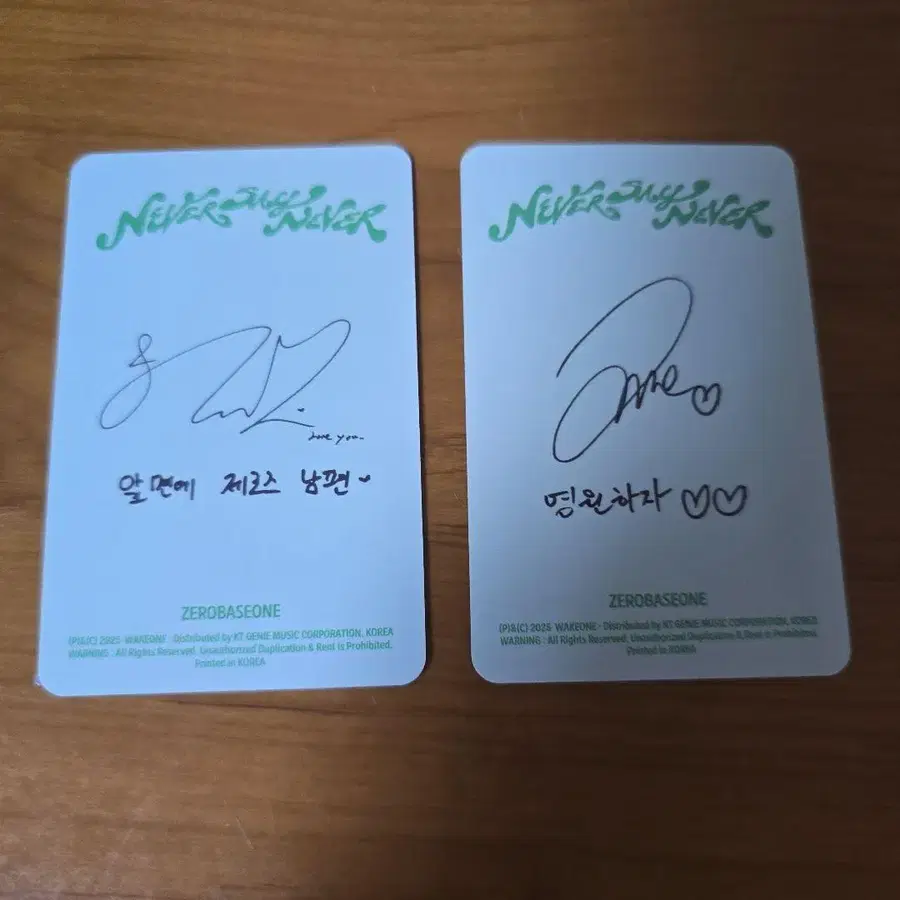 NEVER SAY NEVER
Love you.
앞면에 제로즈 남편
ZEROBASEONE
(P)&(C) 2025 WAKEONE · Distributed by KT GENIE MUSIC CORPORATION, KOREA
WARNING : All Rights Reserved. Unauthorized Duplication & Rent is Prohibited.
Printed in KOREA
NEVER SAY NEVER
영원하자 ♡♡
ZEROBASEONE
(P)&(C) 2025 WAKEONE · Distributed by KT GENIE MUSIC CORPORATION, KOREA
WARNING : All Rights Reserved. Unauthorized Duplication & Rent is Prohibited.
Printed in KOREA